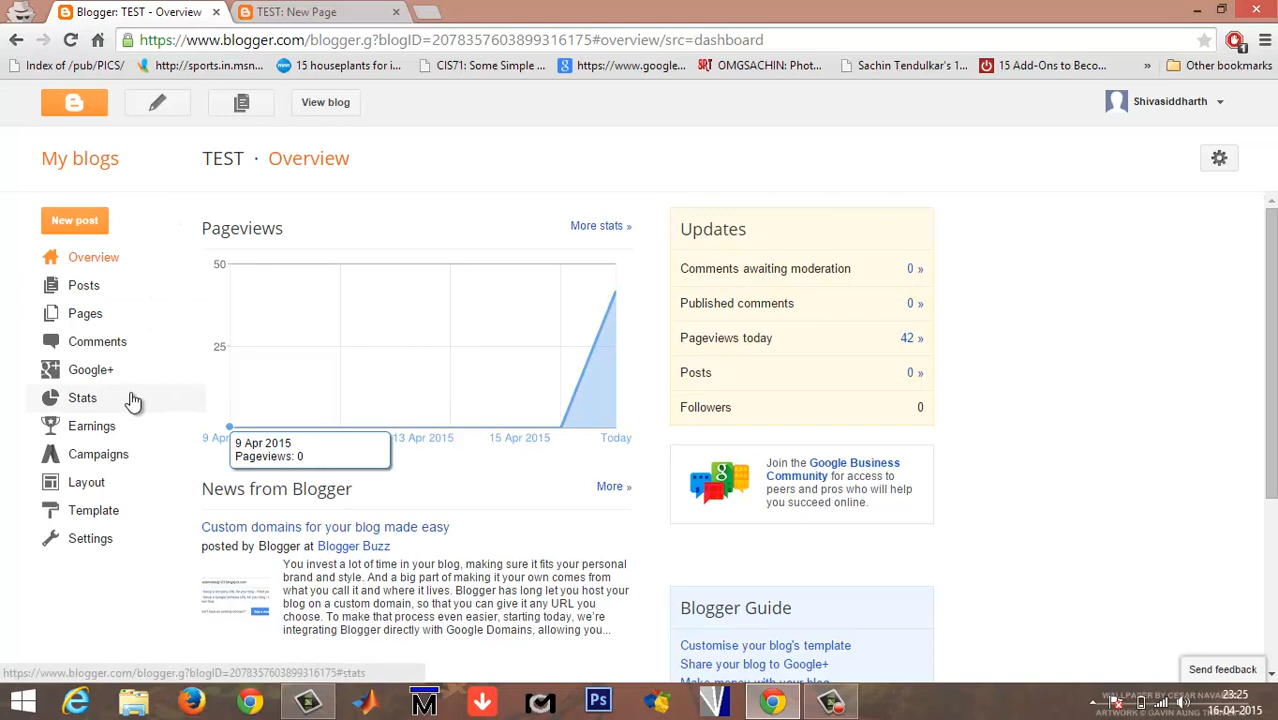 Blogger: TEST - Overview
TEST: New Page
https://www.blogger.com/blogger.g?blogID=2078357603899316175#overview/src=dashboard
Index of /pub/PICS/
http://sports.in.msn...
15 houseplants for i...
CIS71: Some Simple ...
https://www.google...
OMGSACHIN: Phot...
Sachin Tendulkar's 1...
15 Add-Ons to Beco...
»
Other bookmarks
View blog
Shivasiddharth
My blogs
TEST · Overview
New post
Overview
Posts
Pages
Comments
Google+
Stats
Earnings
Campaigns
Layout
Template
Settings
Pageviews
More stats »
50
25
9 Apr
13 Apr 2015
15 Apr 2015
Today
9 Apr 2015
Pageviews: 0
News from Blogger
More »
Custom domains for your blog made easy
posted by Blogger at Blogger Buzz
You invest a lot of time in your blog, making sure it fits your personal
brand and style. And a big part of making it your own comes from
what you call it and where it lives. Blogger has long let you host your
blog on a custom domain, so that you can give it any URL you
choose. To make that process even easier, starting today, we're
integrating Blogger directly with Google Domains, allowing you...
Updates
Comments awaiting moderation 0 »
Published comments 0 »
Pageviews today 42 »
Posts 0 »
Followers 0
Join the Google Business
Community for access to
peers and pros who will help
you succeed online.
Blogger Guide
Customise your blog's template
Share your blog to Google+
Make money with your blog
Send feedback
https://www.blogger.com/blogger.g?blogID=2078357603899316175#stats
Ps
23:25
16-04-2015